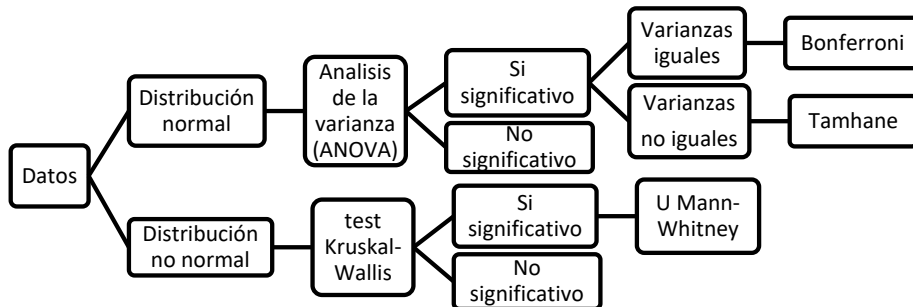 Datos
Distribución
normal
Analisis
de la
varianza
(ANOVA)
Si
significativo
Varianzas
iguales
Bonferroni
Varianzas
no iguales
Tamhane
No
significativo
Distribución
no normal
test
Kruskal-
Wallis
Si
significativo
U Mann-
Whitney
No
significativo